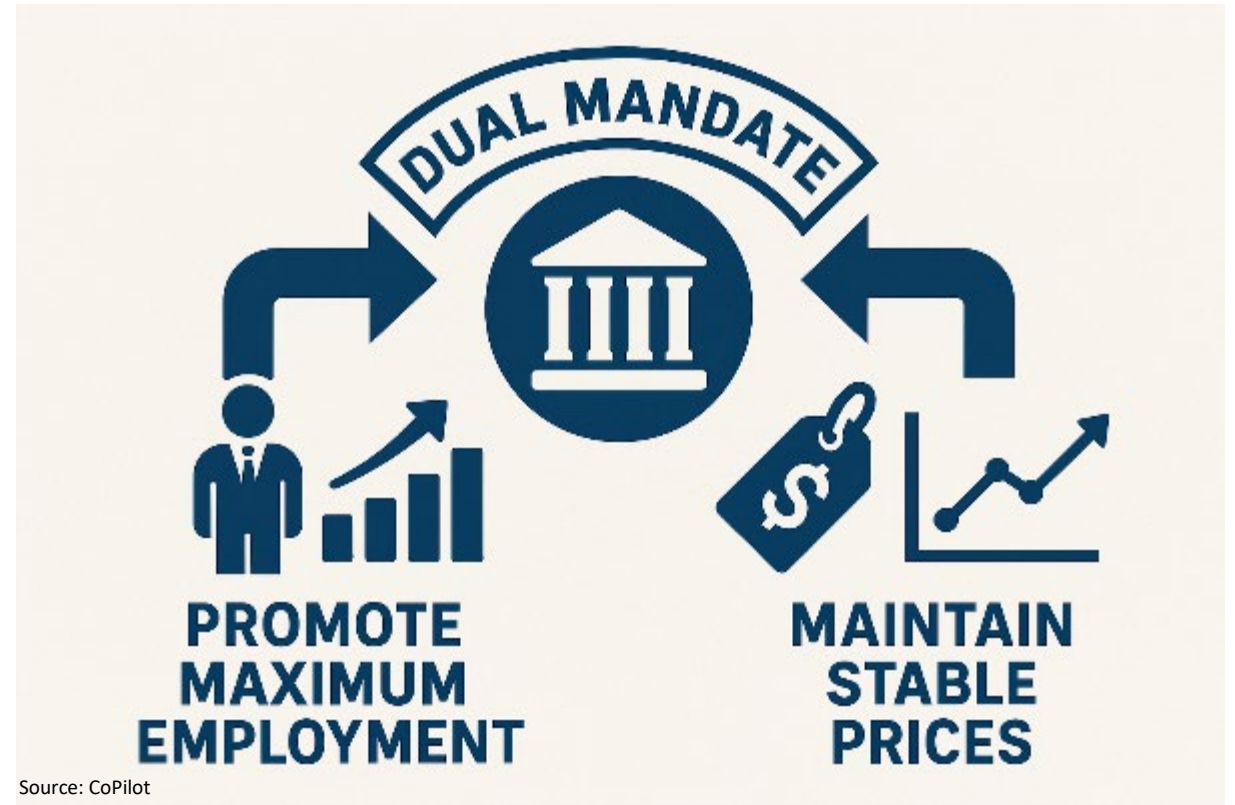 DUAL MANDATE
$
PROMOTE
MAXIMUM
EMPLOYMENT
MAINTAIN
STABLE
PRICES
Source: CoPilot